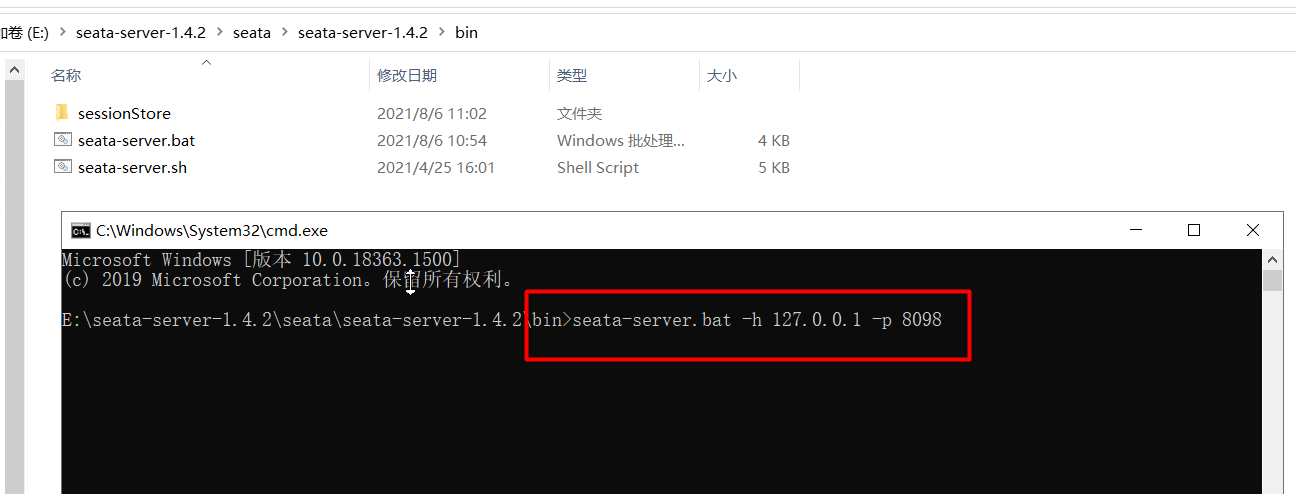 加卷 (E:) > seata-server-1.4.2 > seata > seata-server-1.4.2 > bin
名称 修改日期 类型 大小
sessionStore 2021/8/6 11:02 文件夹
seata-server.bat 2021/8/6 10:54 Windows 批处理... 4 KB
seata-server.sh 2021/4/25 16:01 Shell Script 5 KB
C:\Windows\System32\cmd.exe
Microsoft Windows [版本 10.0.18363.1500]
(c) 2019 Microsoft Corporation。保留所有权利。
E:\seata-server-1.4.2\seata\seata-server-1.4.2\bin>seata-server.bat -h 127.0.0.1 -p 8098